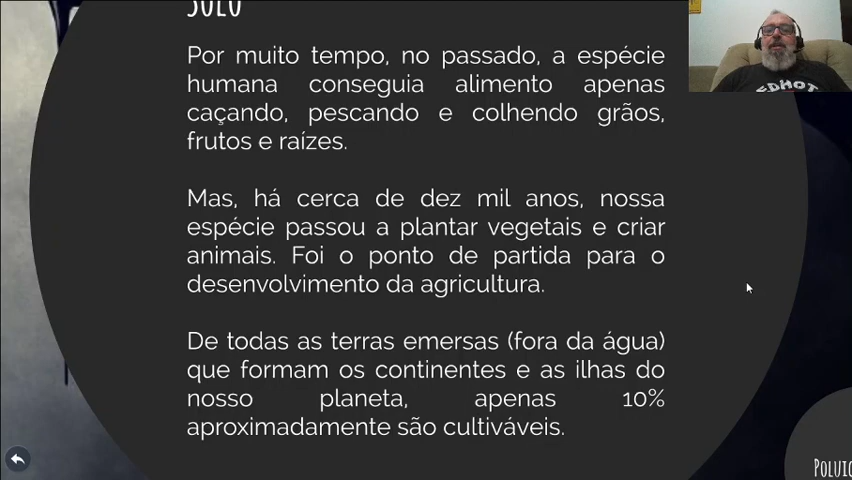 Solo
Por muito tempo, no passado, a espécie
humana conseguia alimento apenas
caçando, pescando e colhendo grãos,
frutos e raízes.
Mas, há cerca de dez mil anos, nossa
espécie passou a plantar vegetais e criar
animais. Foi o ponto de partida para o
desenvolvimento da agricultura.
De todas as terras emersas (fora da água)
que formam os continentes e as ilhas do
nosso planeta, apenas 10%
aproximadamente são cultiváveis.